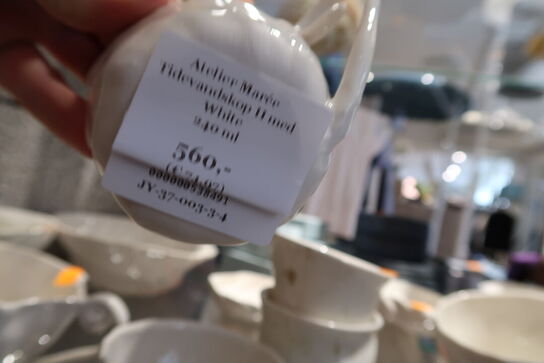 Atelier Marée
Tidevandskop II med
White
240 ml
560,-
JY-37-003-3-4